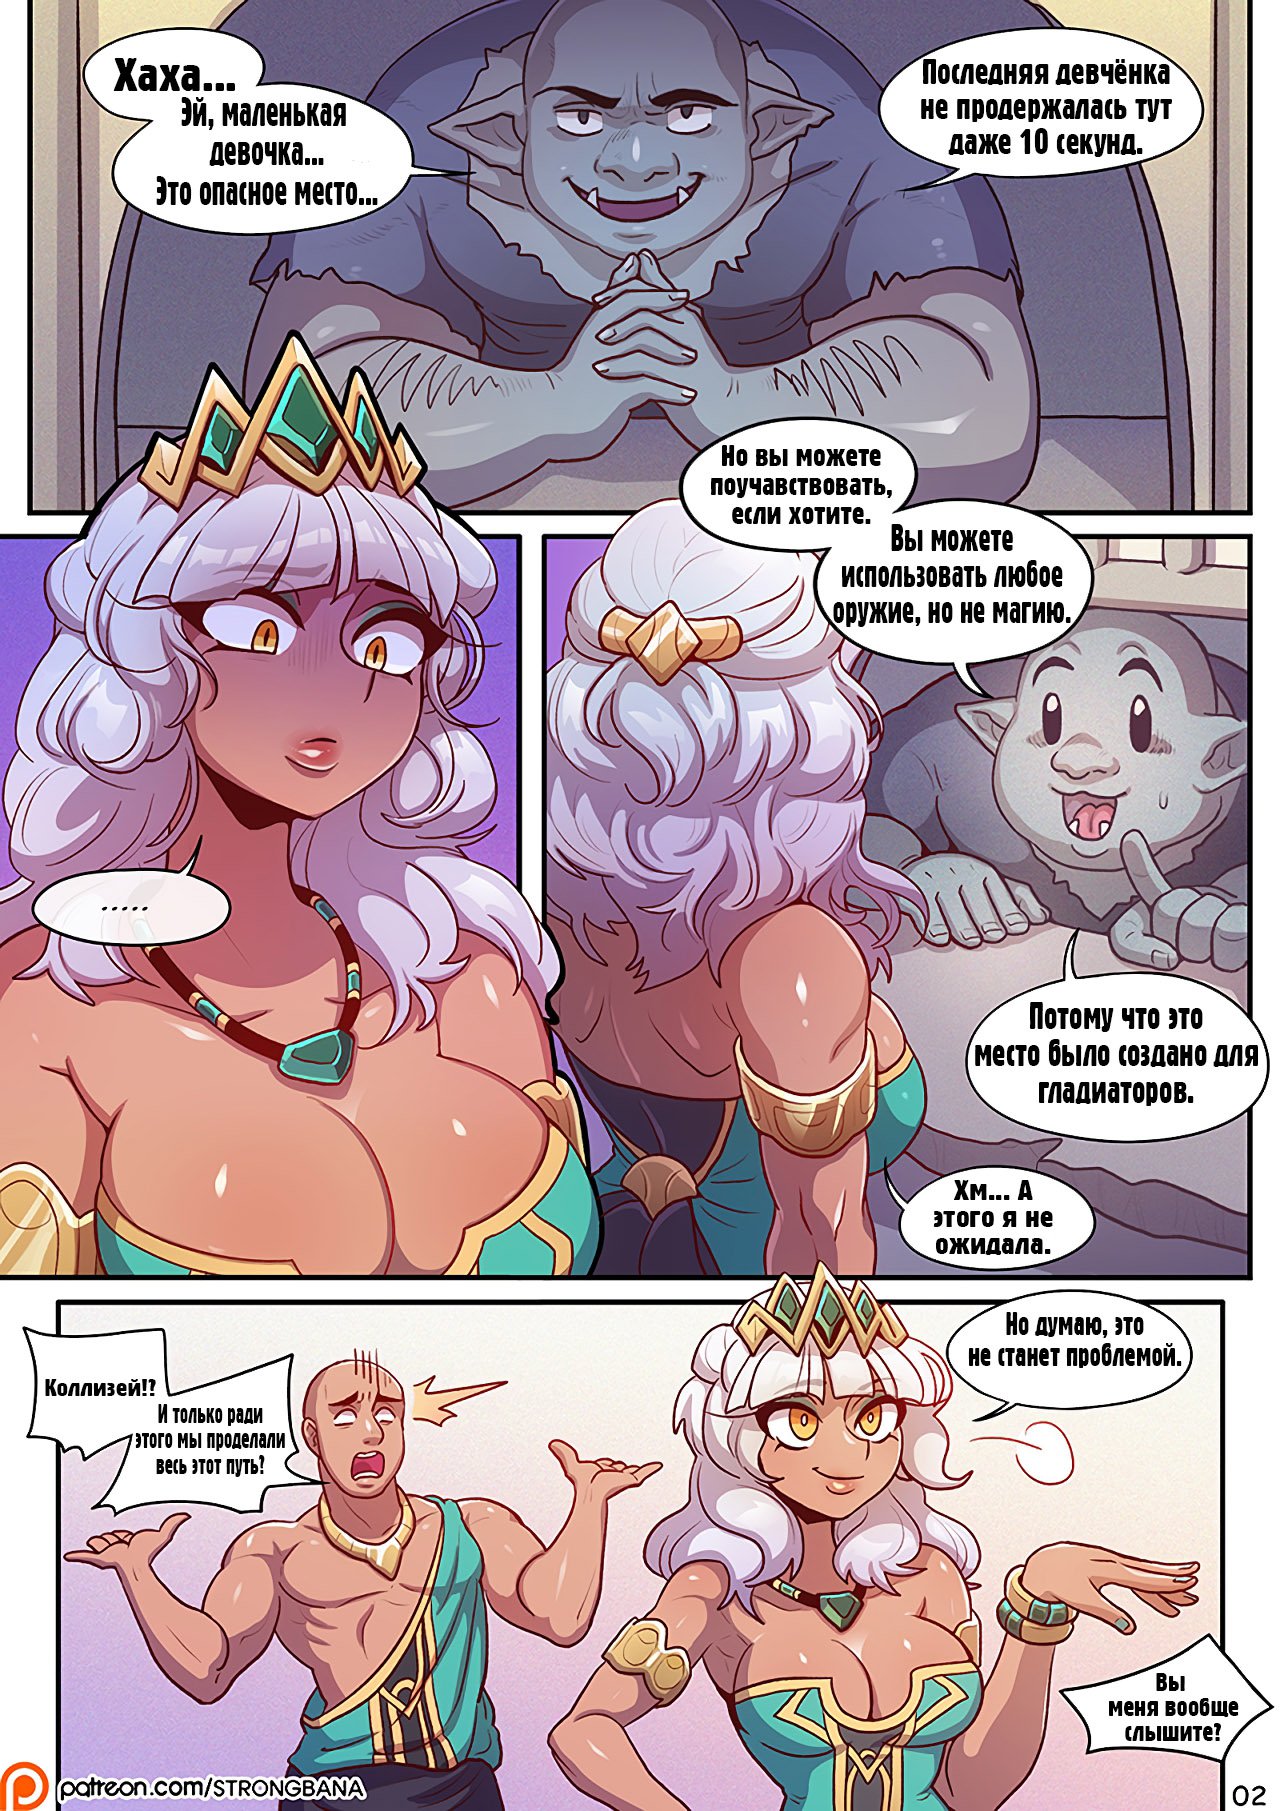 Хаха...
Эй, маленькая
девочка...
Это опасное место...
Последняя девчёнка
не продержалась тут
даже 10 секунд.
Но вы можете
поучавствовать,
если хотите.
Вы можете
использовать любое
оружие, но не магию.
......
Потому что это
место было создано для
гладиаторов.
Хм... А
этого я не
ожидала.
Коллизей!?
И только ради
этого мы проделали
весь этот путь?
Но думаю, это
не станет проблемой.
Вы
меня вообще
слышите?
patreon.com/STRONGBANA
02